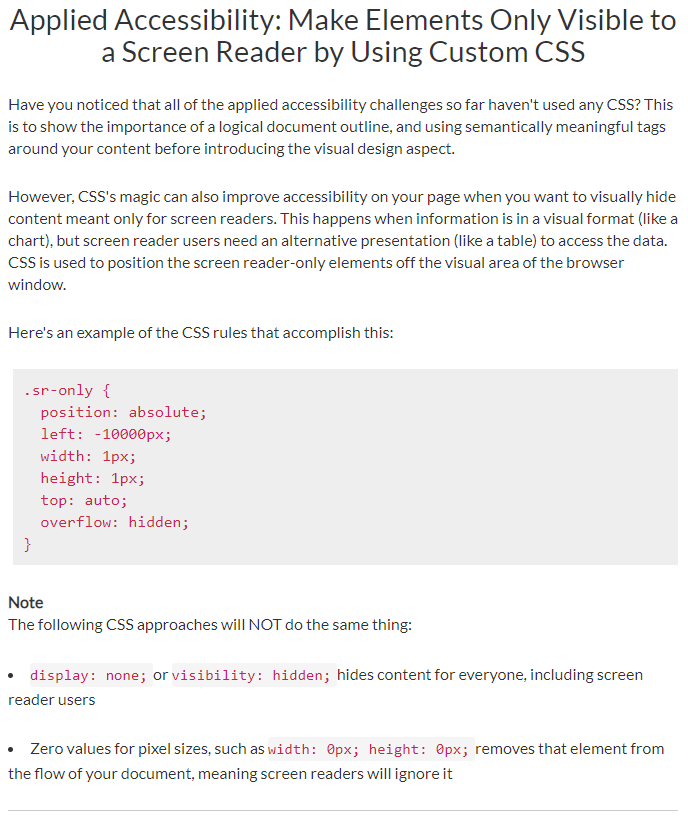 Applied Accessibility: Make Elements Only Visible to
a Screen Reader by Using Custom CSS
Have you noticed that all of the applied accessibility challenges so far haven't used any CSS? This
is to show the importance of a logical document outline, and using semantically meaningful tags
around your content before introducing the visual design aspect.
However, CSS's magic can also improve accessibility on your page when you want to visually hide
content meant only for screen readers. This happens when information is in a visual format (like a
chart), but screen reader users need an alternative presentation (like a table) to access the data.
CSS is used to position the screen reader-only elements off the visual area of the browser
window.
Here's an example of the CSS rules that accomplish this:
.sr-only {
  position: absolute;
  left: -10000px;
  width: 1px;
  height: 1px;
  top: auto;
  overflow: hidden;
}
Note
The following CSS approaches will NOT do the same thing:
• display: none; or visibility: hidden; hides content for everyone, including screen
reader users
• Zero values for pixel sizes, such as width: 0px; height: 0px; removes that element from
the flow of your document, meaning screen readers will ignore it